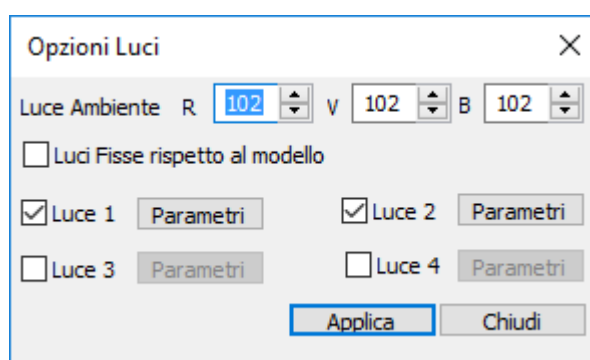 Opzioni Luci
Luce Ambiente R 102 V 102 B 102
Luci Fisse rispetto al modello
Luce 1 Parametri Luce 2 Parametri
Luce 3 Parametri Luce 4 Parametri
Applica Chiudi